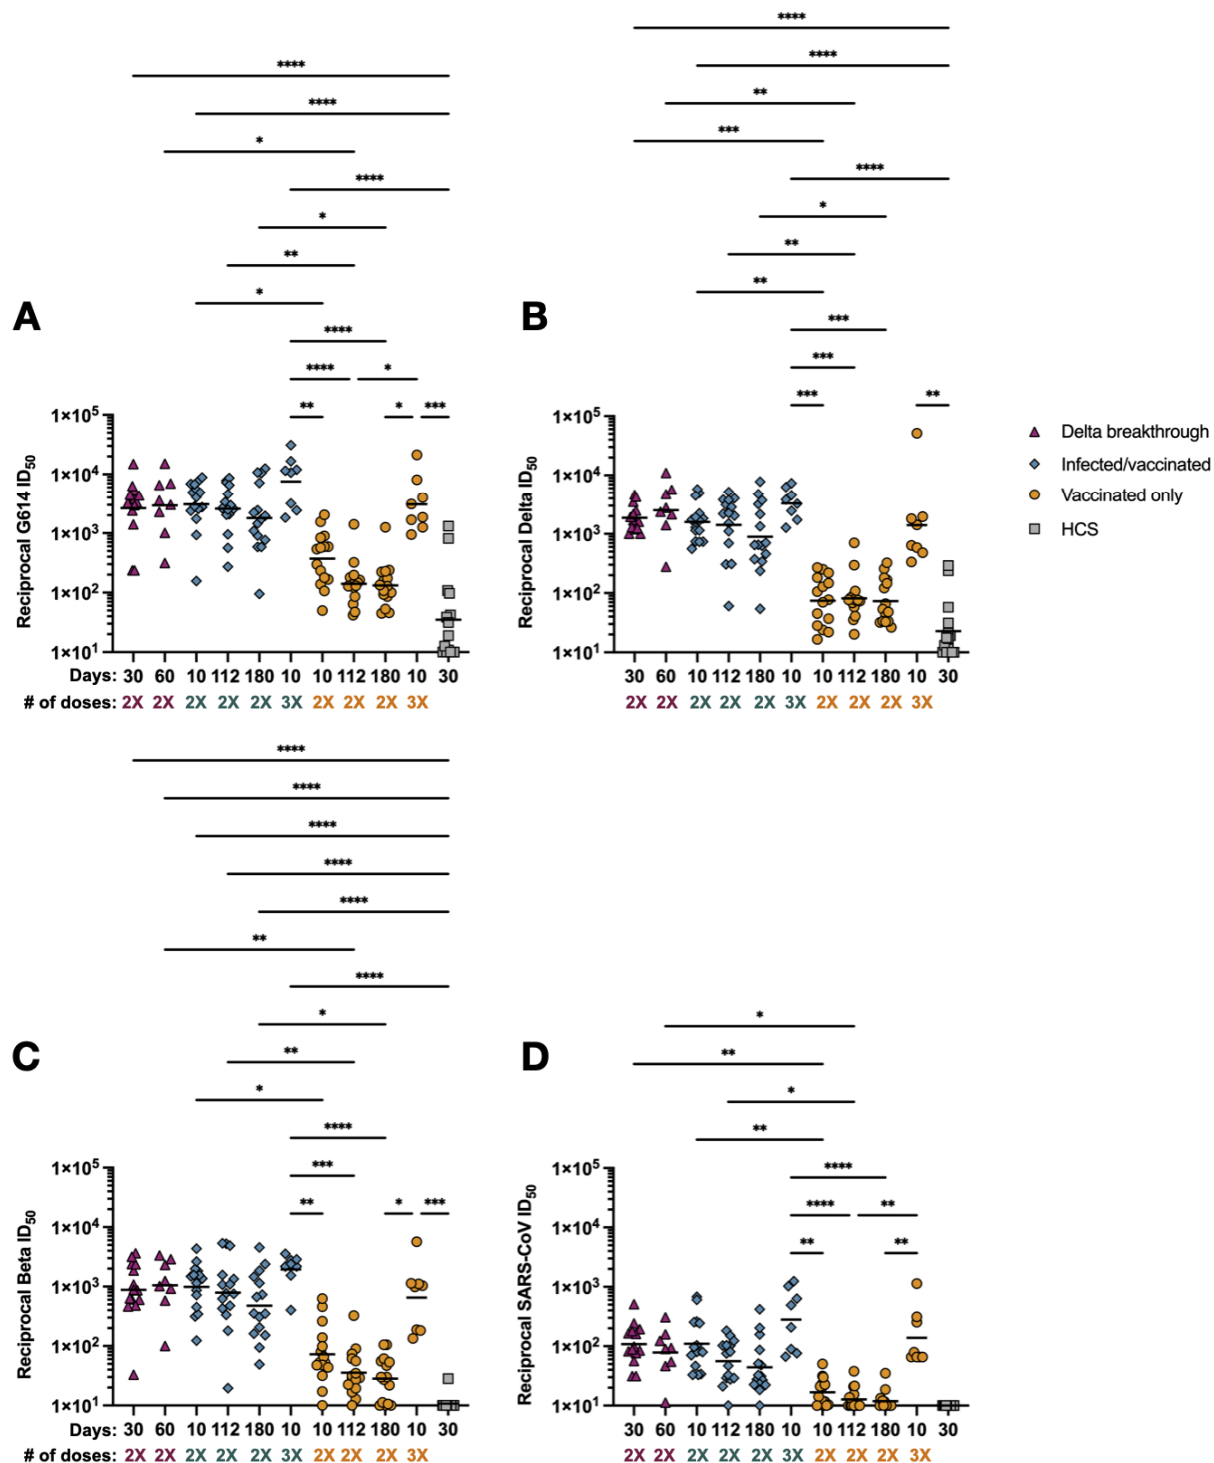 ****
****
*
****
*
**
*
****
**** *
** * ***
A
Reciprocal G614 ID50
1×10^5
1×10^4
1×10^3
1×10^2
1×10^1
Days: 30 60 10 112 180 10 10 112 180 10 30
# of doses: 2X 2X 2X 2X 2X 3X 2X 2X 2X 3X
****
****
**
***
****
*
**
**
***
***
*** **
B
Reciprocal Delta ID50
1×10^5
1×10^4
1×10^3
1×10^2
1×10^1
30 60 10 112 180 10 10 112 180 10 30
2X 2X 2X 2X 2X 3X 2X 2X 2X 3X
Delta breakthrough
Infected/vaccinated
Vaccinated only
HCS
****
****
****
****
****
**
****
*
**
*
****
***
** * ***
C
Reciprocal Beta ID50
1×10^5
1×10^4
1×10^3
1×10^2
1×10^1
Days: 30 60 10 112 180 10 10 112 180 10 30
# of doses: 2X 2X 2X 2X 2X 3X 2X 2X 2X 3X
*
**
*
**
****
**** **
** **
D
Reciprocal SARS-CoV ID50
1×10^5
1×10^4
1×10^3
1×10^2
1×10^1
30 60 10 112 180 10 10 112 180 10 30
2X 2X 2X 2X 2X 3X 2X 2X 2X 3X